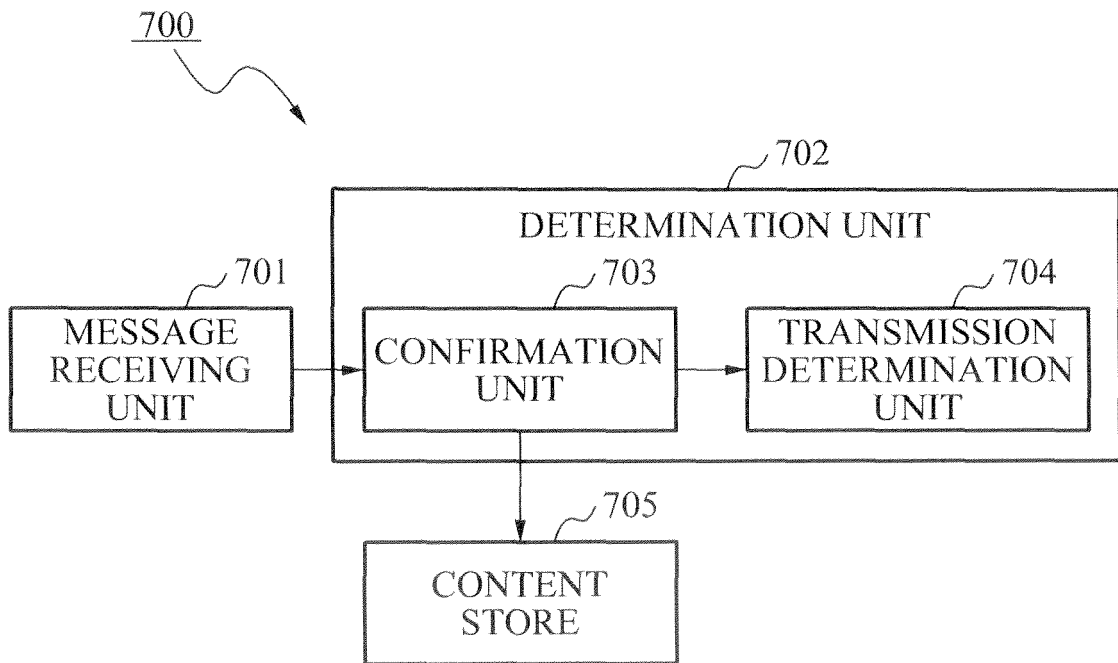 700
702
DETERMINATION UNIT
701
703
704
MESSAGE
RECEIVING
UNIT
CONFIRMATION
UNIT
TRANSMISSION
DETERMINATION
UNIT
705
CONTENT
STORE